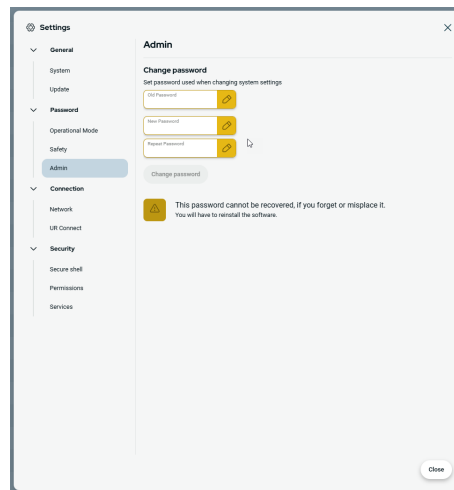 Settings
General
System
Update
Password
Operational Mode
Safety
Admin
Connection
Network
UR Connect
Security
Secure shell
Permissions
Services
Admin
Change password
Set password used when changing system settings
Old Password
New Password
Repeat Password
Change password
This password cannot be recovered, if you forget or misplace it.
You will have to reinstall the software.
Close